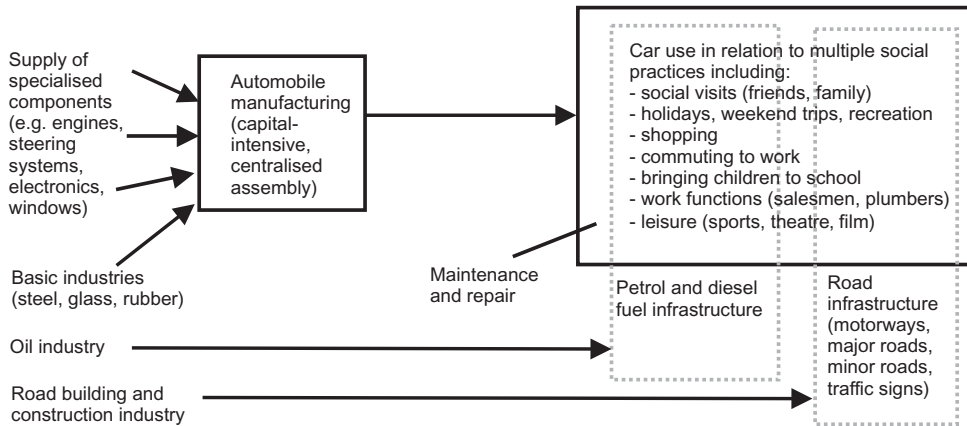 Supply of
specialised
components
(e.g. engines,
steering
systems,
electronics,
windows)
Basic industries
(steel, glass, rubber)
Oil industry
Road building and
construction industry
Automobile
manufacturing
(capital-
intensive,
centralised
assembly)
Maintenance
and repair
Car use in relation to multiple social
practices including:
- social visits (friends, family)
- holidays, weekend trips, recreation
- shopping
- commuting to work
- bringing children to school
- work functions (salesmen, plumbers)
- leisure (sports, theatre, film)
Petrol and diesel
fuel infrastructure
Road
infrastructure
(motorways,
major roads,
minor roads,
traffic signs)